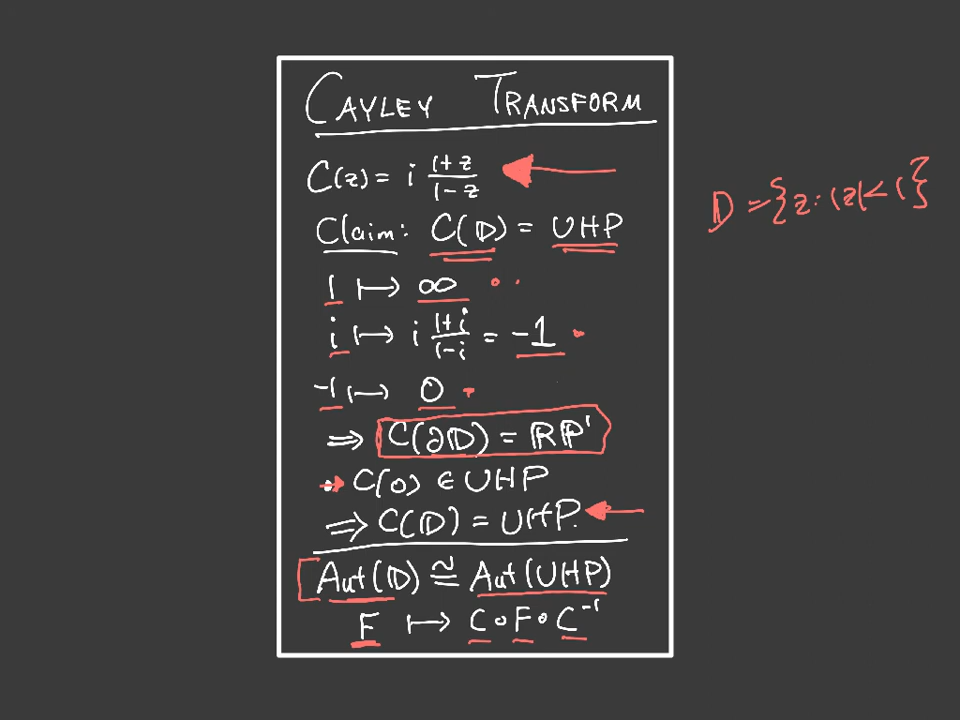 CAYLEY TRANSFORM
C(z) = i (1+z)/(1-z)
D = {z : |z| < 1}
Claim: C(D) = UHP
1 ↦ ∞
i ↦ i (1+i)/(1-i) = -1
-1 ↦ 0
⇒ C(∂D) = RP¹
• C(0) ∈ UHP
⇒ C(D) = UHP.
Aut(D) ≅ Aut(UHP)
F ↦ C∘F∘C⁻¹